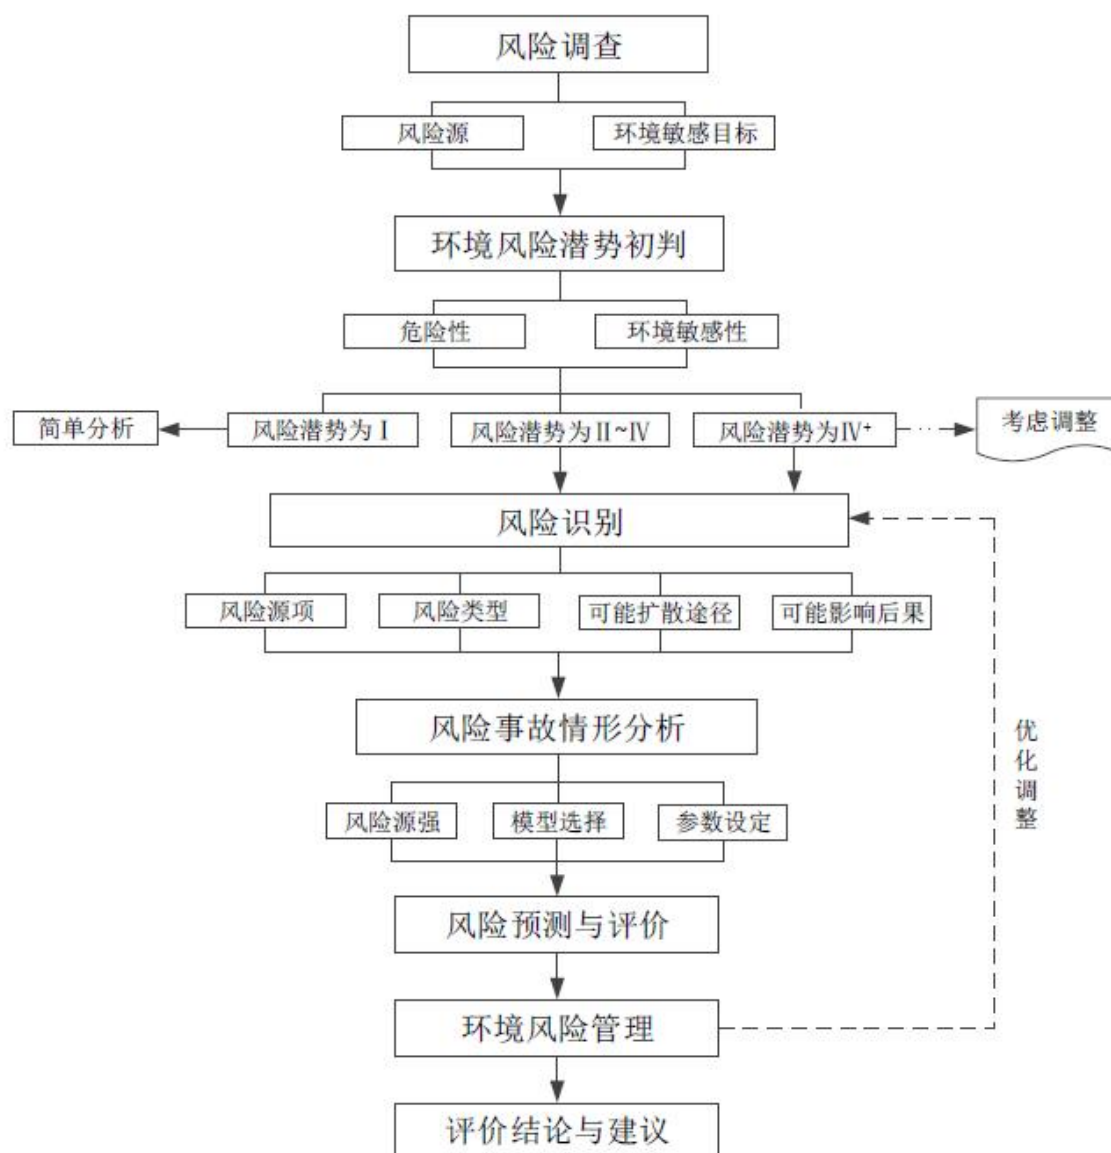 风险调查
风险源
环境敏感目标
环境风险潜势初判
危险性
环境敏感性
简单分析
风险潜势为Ⅰ
风险潜势为Ⅱ~Ⅳ
风险潜势为Ⅳ⁺
考虑调整
风险识别
风险源项
风险类型
可能扩散途径
可能影响后果
风险事故情形分析
优化调整
风险源强
模型选择
参数设定
风险预测与评价
环境风险管理
评价结论与建议